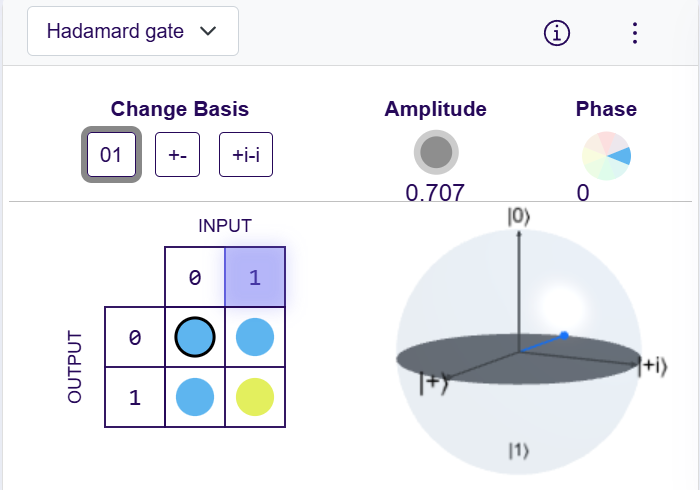 Hadamard gate
Change Basis
Amplitude
Phase
01
+-
+i-i
0.707
0
INPUT
0 1
OUTPUT
0
1
|0⟩
|+⟩
|+i⟩
|1⟩